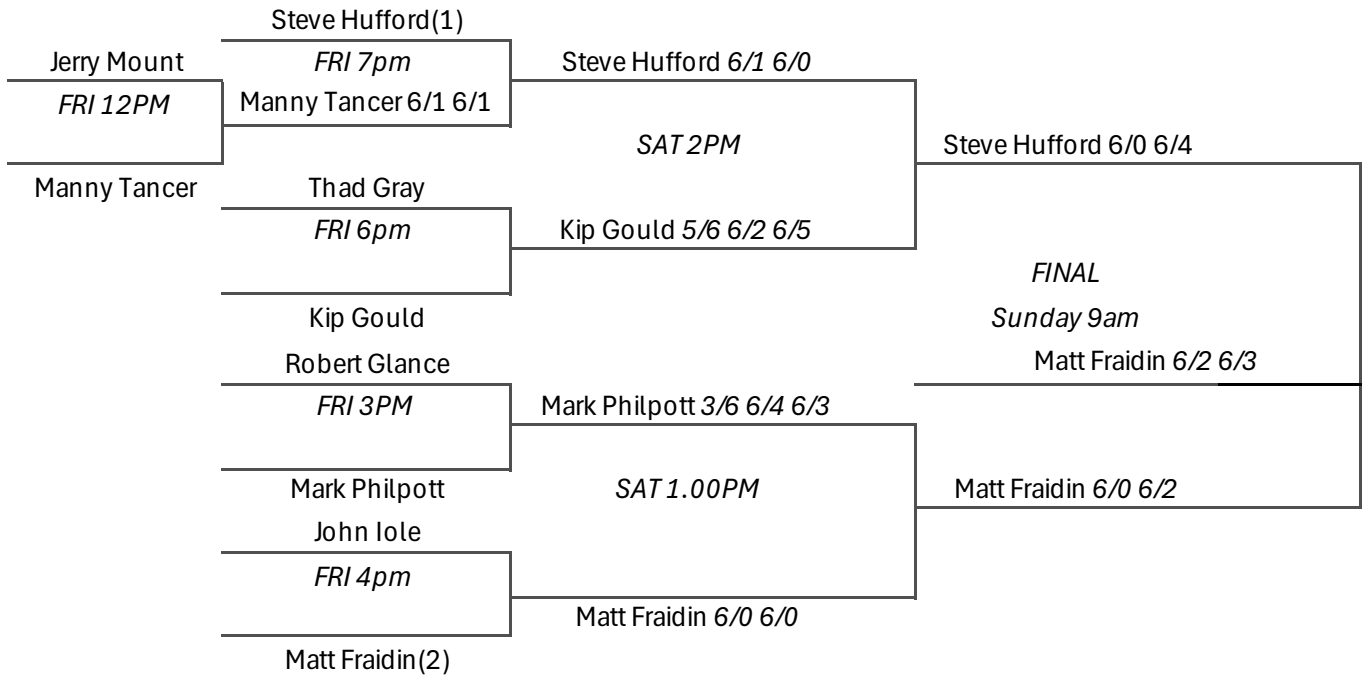 Steve Hufford(1)
Jerry Mount
FRI 7pm
Steve Hufford 6/1 6/0
FRI 12PM
Manny Tancer 6/1 6/1
SAT 2PM
Steve Hufford 6/0 6/4
Manny Tancer
Thad Gray
FRI 6pm
Kip Gould 5/6 6/2 6/5
FINAL
Kip Gould
Sunday 9am
Robert Glance
Matt Fraidin 6/2 6/3
FRI 3PM
Mark Philpott 3/6 6/4 6/3
Mark Philpott
SAT 1.00PM
Matt Fraidin 6/0 6/2
John Iole
FRI 4pm
Matt Fraidin 6/0 6/0
Matt Fraidin(2)